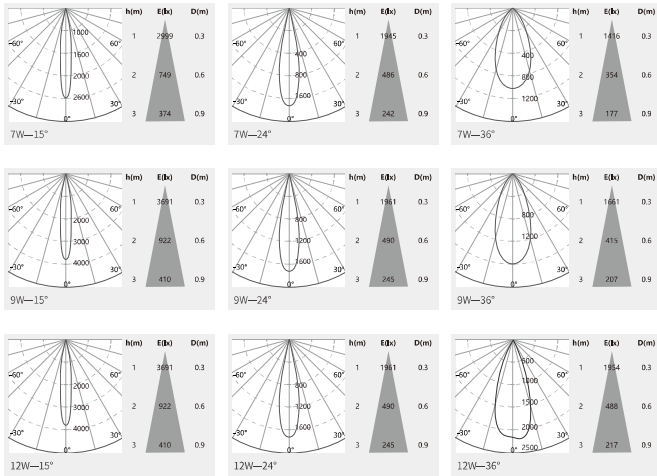 h(m) E(lx) D(m)
-60° 60° 1000 1 2999 0.3
1600 2000 2 749 0.6
-30° 2600 30° 3 374 0.9
0°
7W—15°
h(m) E(lx) D(m)
-60° 60° 400 1 1945 0.3
800 2 486 0.6
-30° 1600 30° 3 242 0.9
0°
7W—24°
h(m) E(lx) D(m)
-60° 60° 400 1 1416 0.3
800 2 354 0.6
-30° 1200 30° 3 177 0.9
0°
7W—36°
h(m) E(lx) D(m)
-60° 60° 1 3691 0.3
2000
3000 2 922 0.6
-30° 4000 30° 3 410 0.9
0°
9W—15°
h(m) E(lx) D(m)
-60° 60° 1 1961 0.3
800
1200 2 490 0.6
-30° 1600 30° 3 245 0.9
0°
9W—24°
h(m) E(lx) D(m)
-60° 60° 1 1661 0.3
800
1200 2 415 0.6
-30° 30° 3 207 0.9
0°
9W—36°
h(m) E(lx) D(m)
-60° 60° 1 3691 0.3
2000
3000 2 922 0.6
-30° 4000 30° 3 410 0.9
0°
12W—15°
h(m) E(lx) D(m)
-60° 60° 1 1961 0.3
800
1200 2 490 0.6
-30° 1600 30° 3 245 0.9
0°
12W—24°
h(m) E(lx) D(m)
500
-60° 60° 1000 1 1954 0.3
1500 2 488 0.6
-30° 2000 30° 3 217 0.9
0° 2500
12W—36°